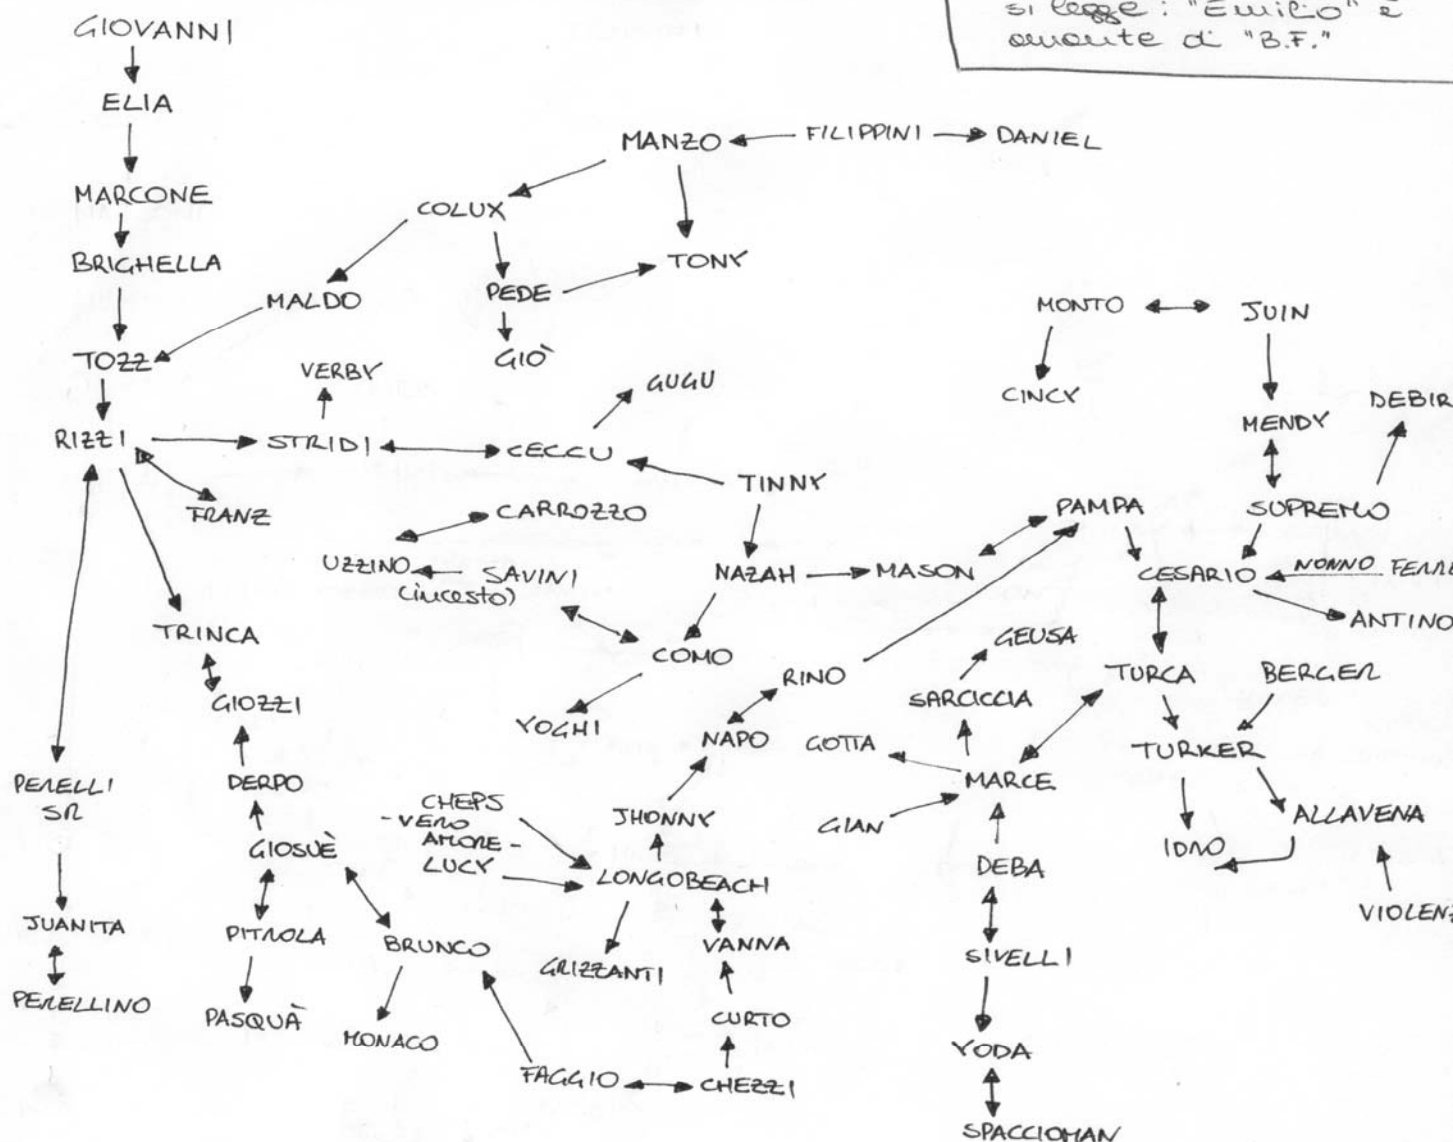 si legge: "Emilio" è
amante di "B.F."
GIOVANNI
ELIA
MARCONE
BRIGHELLA
TOZZ
RIZZI
MANZO
FILIPPINI
DANIEL
COLUX
TONY
PEDE
MALDO
GIÒ
VERBY
GUGU
STRIDI
CECCU
TINNY
FRANZ
CARROZZO
UZZINO
SAVINI
(incesto)
NAZAH
MASON
COMO
YOGHI
MONTO
JUIN
CINCY
MENDY
DEBIR
PAMPA
SUPREMO
CESARIO
NONNO
ANTINO
TRINCA
GIOZZI
RINO
GEUSA
SARCICCIA
TURCA
BERGER
NAPO
GOTTA
MARCE
TURKER
PERELLI
SR
DERPO
CHEPS
- VERO
AMORE -
LUCY
JHONNY
GIAN
ALLAVENA
GIOSUÈ
LONGOBEACH
DEBA
IDRO
VIOLENZ
JUANITA
PITROLA
BRUNCO
GRIZZANTI
VANNA
SIVELLI
PERELLINO
PASQUÀ
MONACO
CURTO
YODA
FAGGIO
CHEZZI
SPACCIOMAN